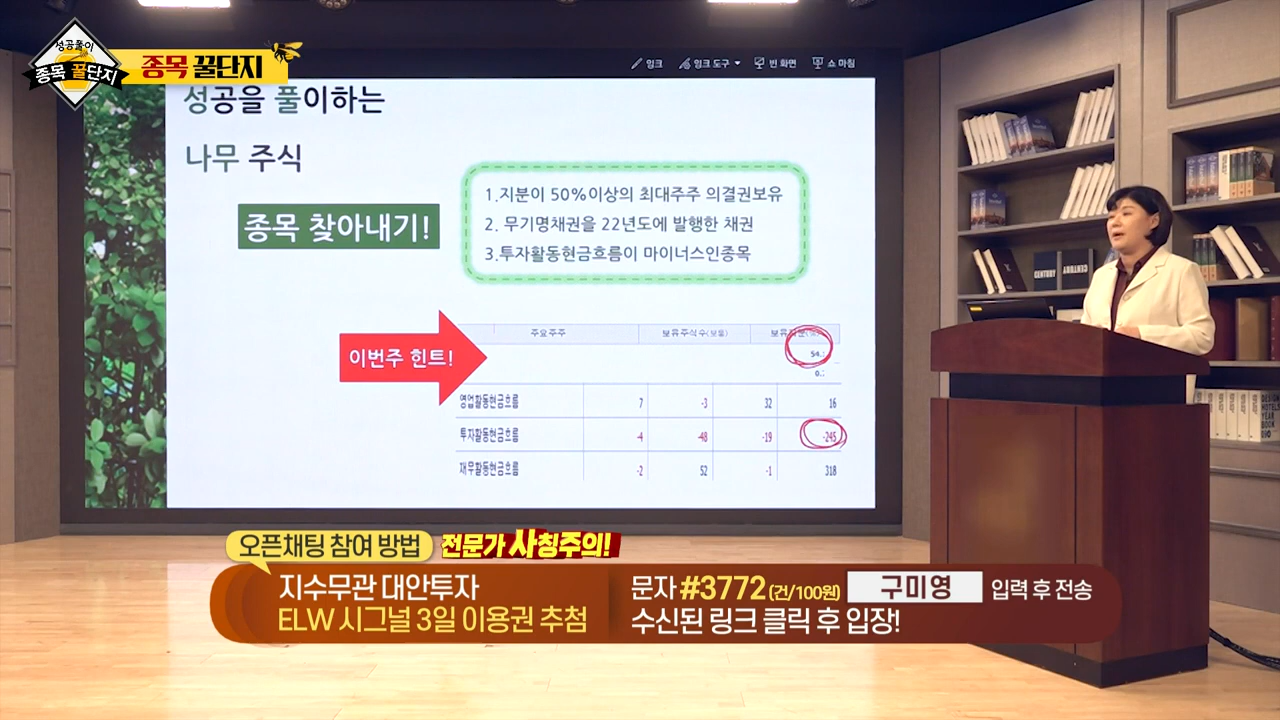 성공풀이
종목 꿀단지
종목 꿀단지
잉크
잉크 도구
빈 화면
쇼 마침
성공을 풀이하는
나무 주식
종목 찾아내기!
1.지분이 50%이상의 최대주주 의결권보유
2. 무기명채권을 22년도에 발행한 채권
3.투자활동현금흐름이 마이너스인종목
이번주 힌트!
주요주주 보유주식수(보통)
54.
0.
영업활동현금흐름 7 -3 32 16
투자활동현금흐름 -4 -48 -19 -245
재무활동현금흐름 -2 52 -1 318
CENTURY
CENTRAL
오픈채팅 참여 방법 전문가 사칭주의!
지수무관 대안투자
ELW 시그널 3일 이용권 추첨
문자 #3772 (건/100원) 구미영 입력 후 전송
수신된 링크 클릭 후 입장!